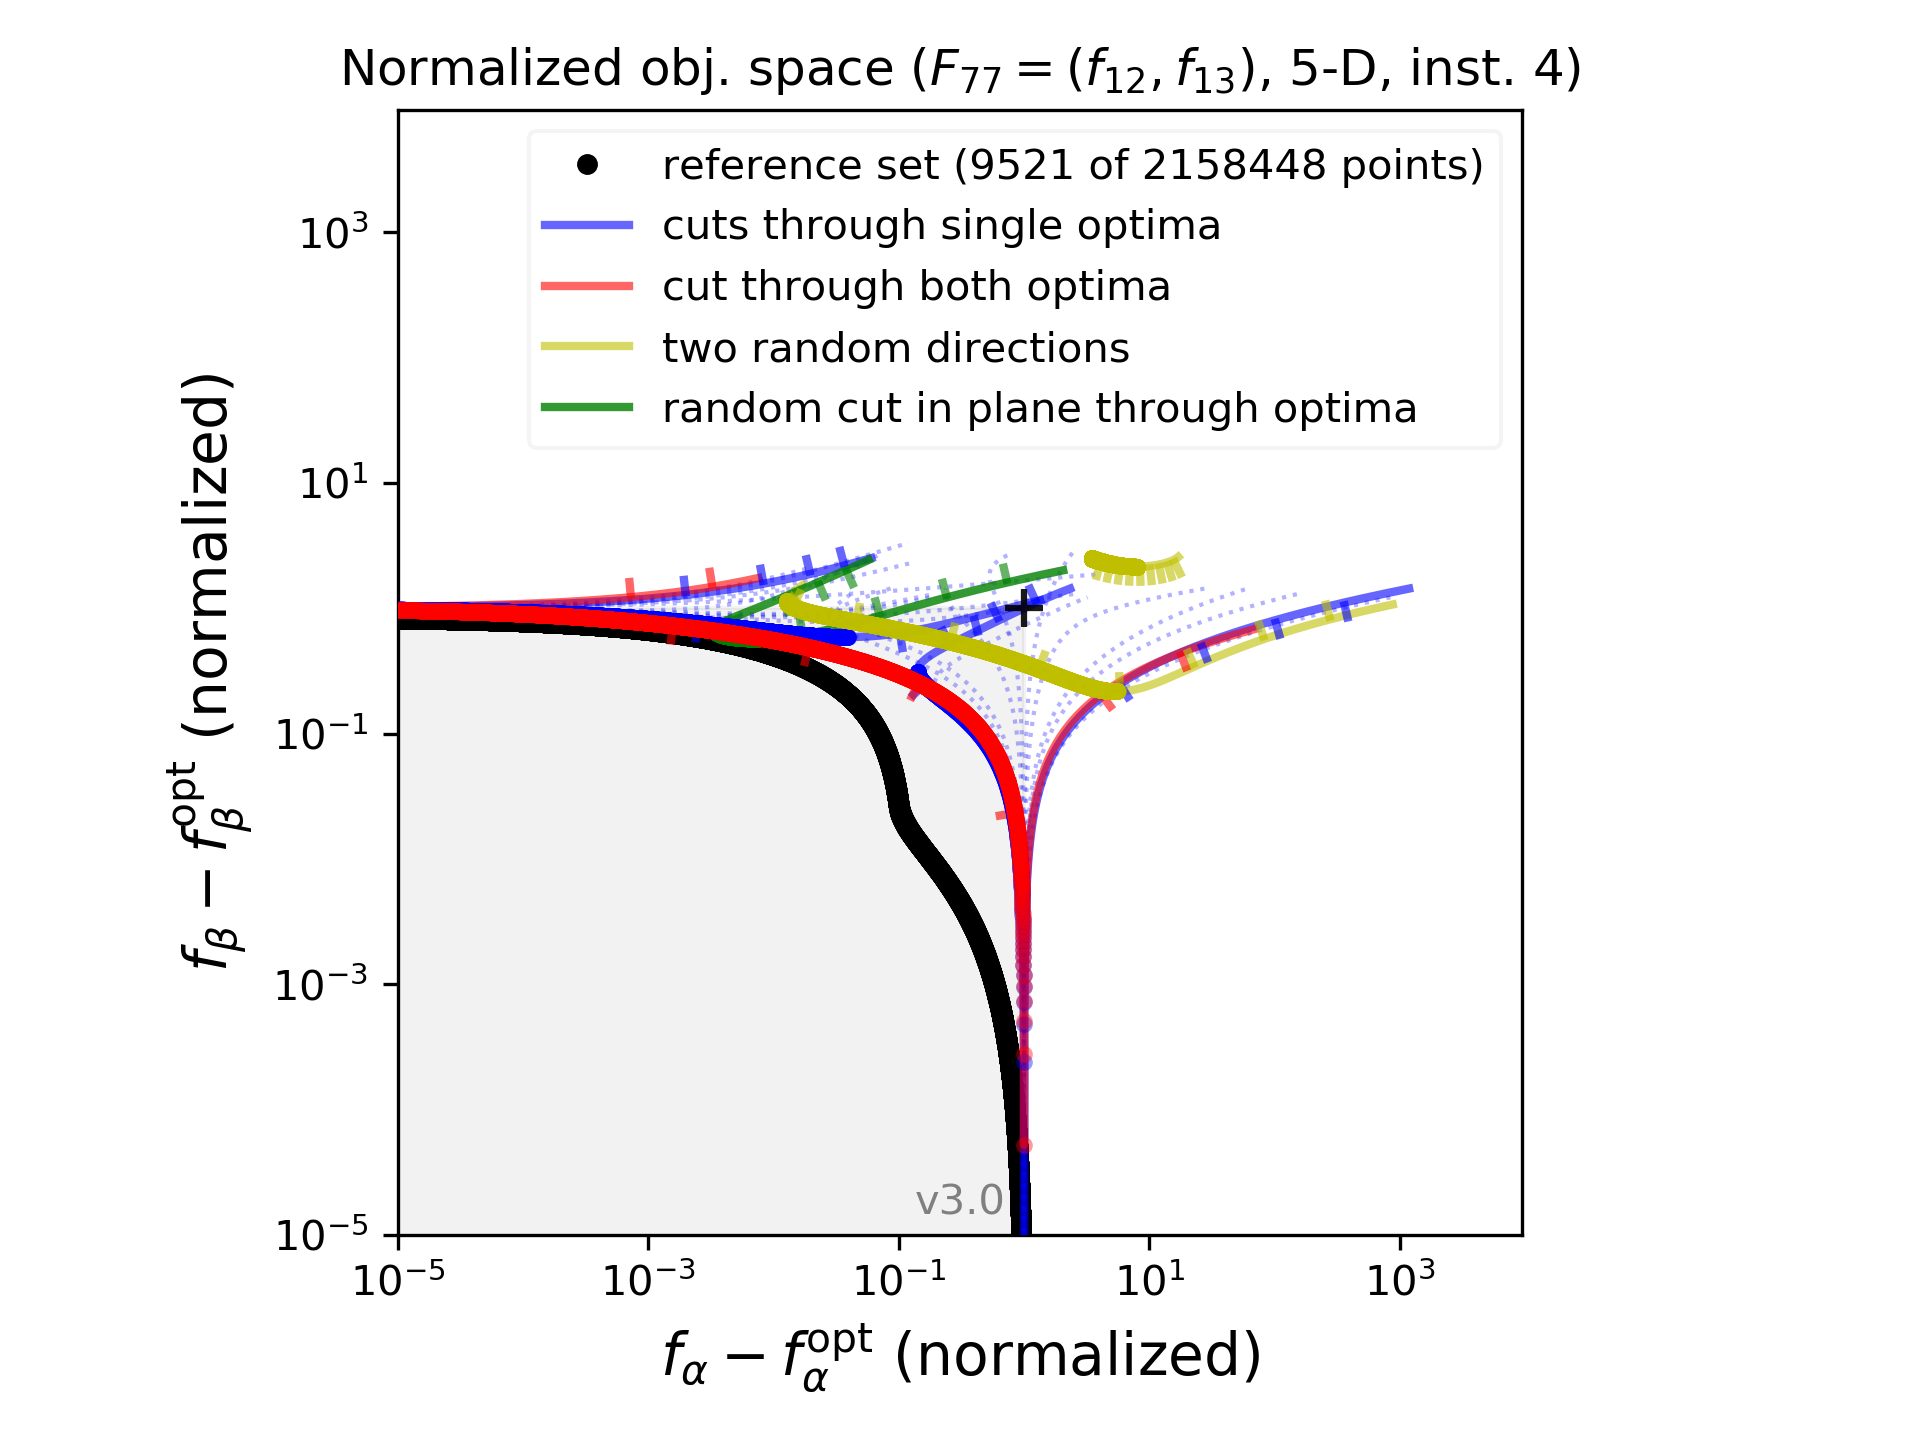 Normalized obj. space (F₇₇ = (f₁₂, f₁₃), 5-D, inst. 4)
reference set (9521 of 2158448 points)
cuts through single optima
cut through both optima
two random directions
random cut in plane through optima
10³
10¹
10⁻¹
10⁻³
10⁻⁵
f_β − f_β^opt (normalized)
v3.0
10⁻⁵
10⁻³
10⁻¹
10¹
10³
f_α − f_α^opt (normalized)